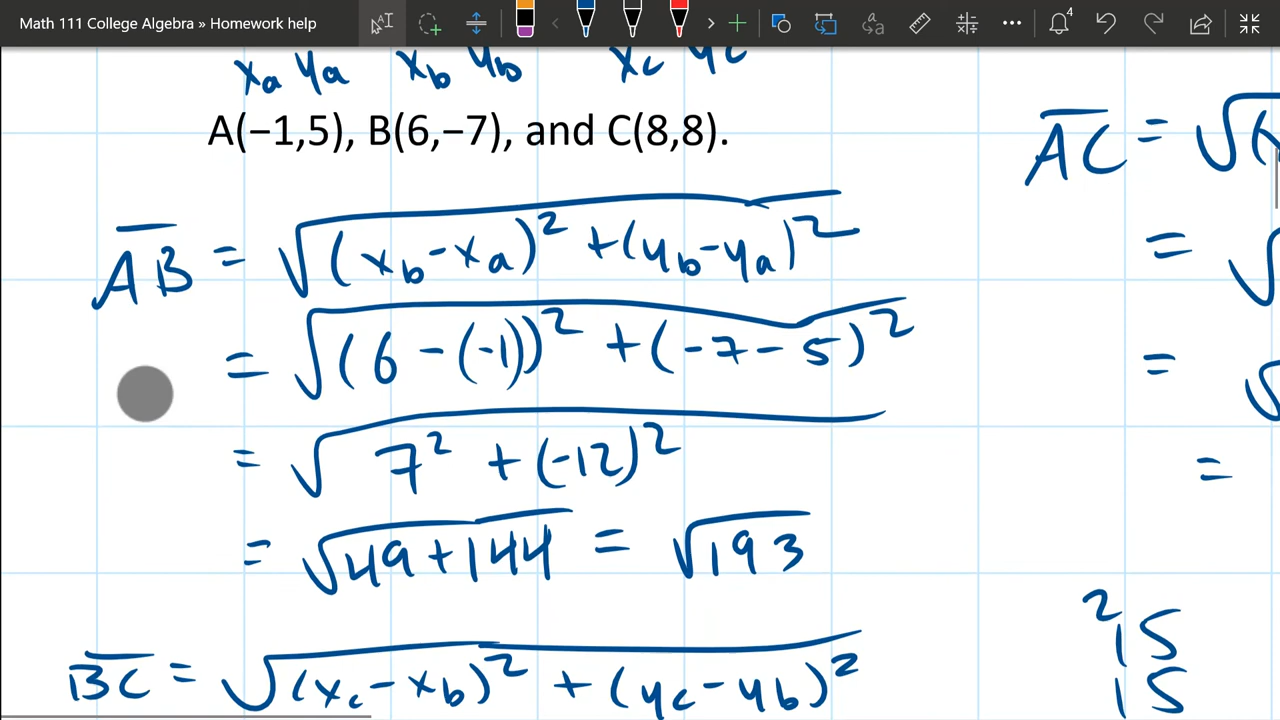 Math 111 College Algebra » Homework help
4
xa ya xb yb xc yc
A(−1,5), B(6,−7), and C(8,8).
AB = √(xb-xa)² +(yb-ya)²
= √(6 -(-1))² +(-7-5)²
= √7² +(-12)²
= √49+144 = √193
BC = √(xc-xb)² + (yc-yb)²
AC = √(
= √
= √
=
2
15
15